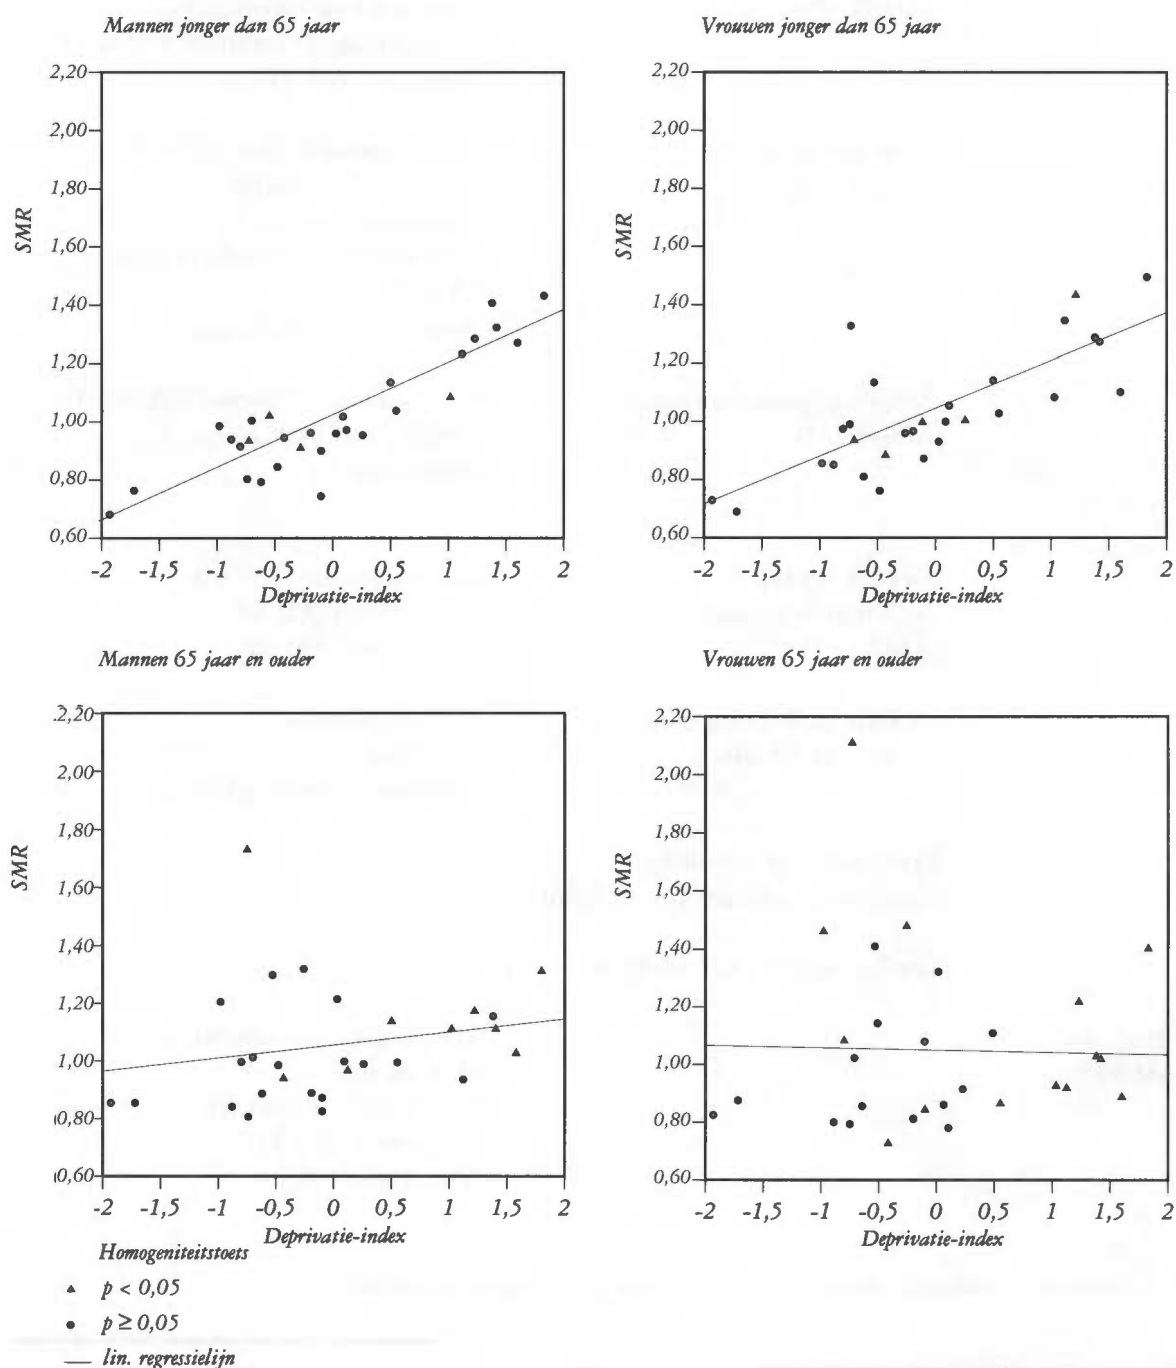 Mannen jonger dan 65 jaar
2,20
2,00
1,80
1,60
1,40
1,20
1,00
0,80
0,60
SMR
-2 -1,5 -1 -0,5 0 0,5 1 1,5 2
Deprivatie-index
Vrouwen jonger dan 65 jaar
2,20
2,00
1,80
1,60
1,40
1,20
1,00
0,80
0,60
SMR
-2 -1,5 -1 -0,5 0 0,5 1 1,5 2
Deprivatie-index
Mannen 65 jaar en ouder
2,20
2,00
1,80
1,60
1,40
1,20
1,00
0,80
0,60
SMR
-2 -1,5 -1 -0,5 0 0,5 1 1,5 2
Deprivatie-index
Vrouwen 65 jaar en ouder
2,20
2,00
1,80
1,60
1,40
1,20
1,00
0,80
0,60
SMR
-2 -1,5 -1 -0,5 0 0,5 1 1,5 2
Deprivatie-index
Homogeniteitstoets
▲ p < 0,05
● p ≥ 0,05
— lin. regressielijn